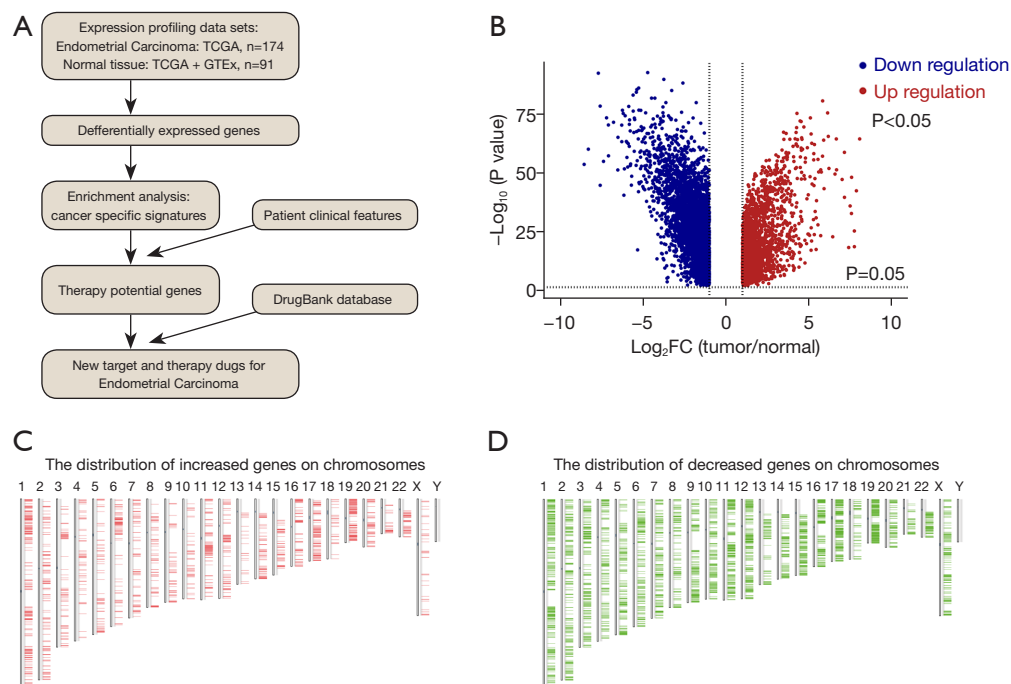 A
Expression profiling data sets:
Endometrial Carcinoma: TCGA, n=174
Normal tissue: TCGA + GTEx, n=91
Defferentially expressed genes
Enrichment analysis:
cancer specific signatures
Patient clinical features
Therapy potential genes
DrugBank database
New target and therapy dugs for
Endometrial Carcinoma
B
Down regulation
Up regulation
P<0.05
P=0.05
−Log₁₀ (P value)
75
50
25
0
−10 −5 0 5 10
Log₂FC (tumor/normal)
C
The distribution of increased genes on chromosomes
1 2 3 4 5 6 7 8 9 10 11 12 13 14 15 16 17 18 19 20 21 22 X Y
D
The distribution of decreased genes on chromosomes
1 2 3 4 5 6 7 8 9 10 11 12 13 14 15 16 17 18 19 20 21 22 X Y